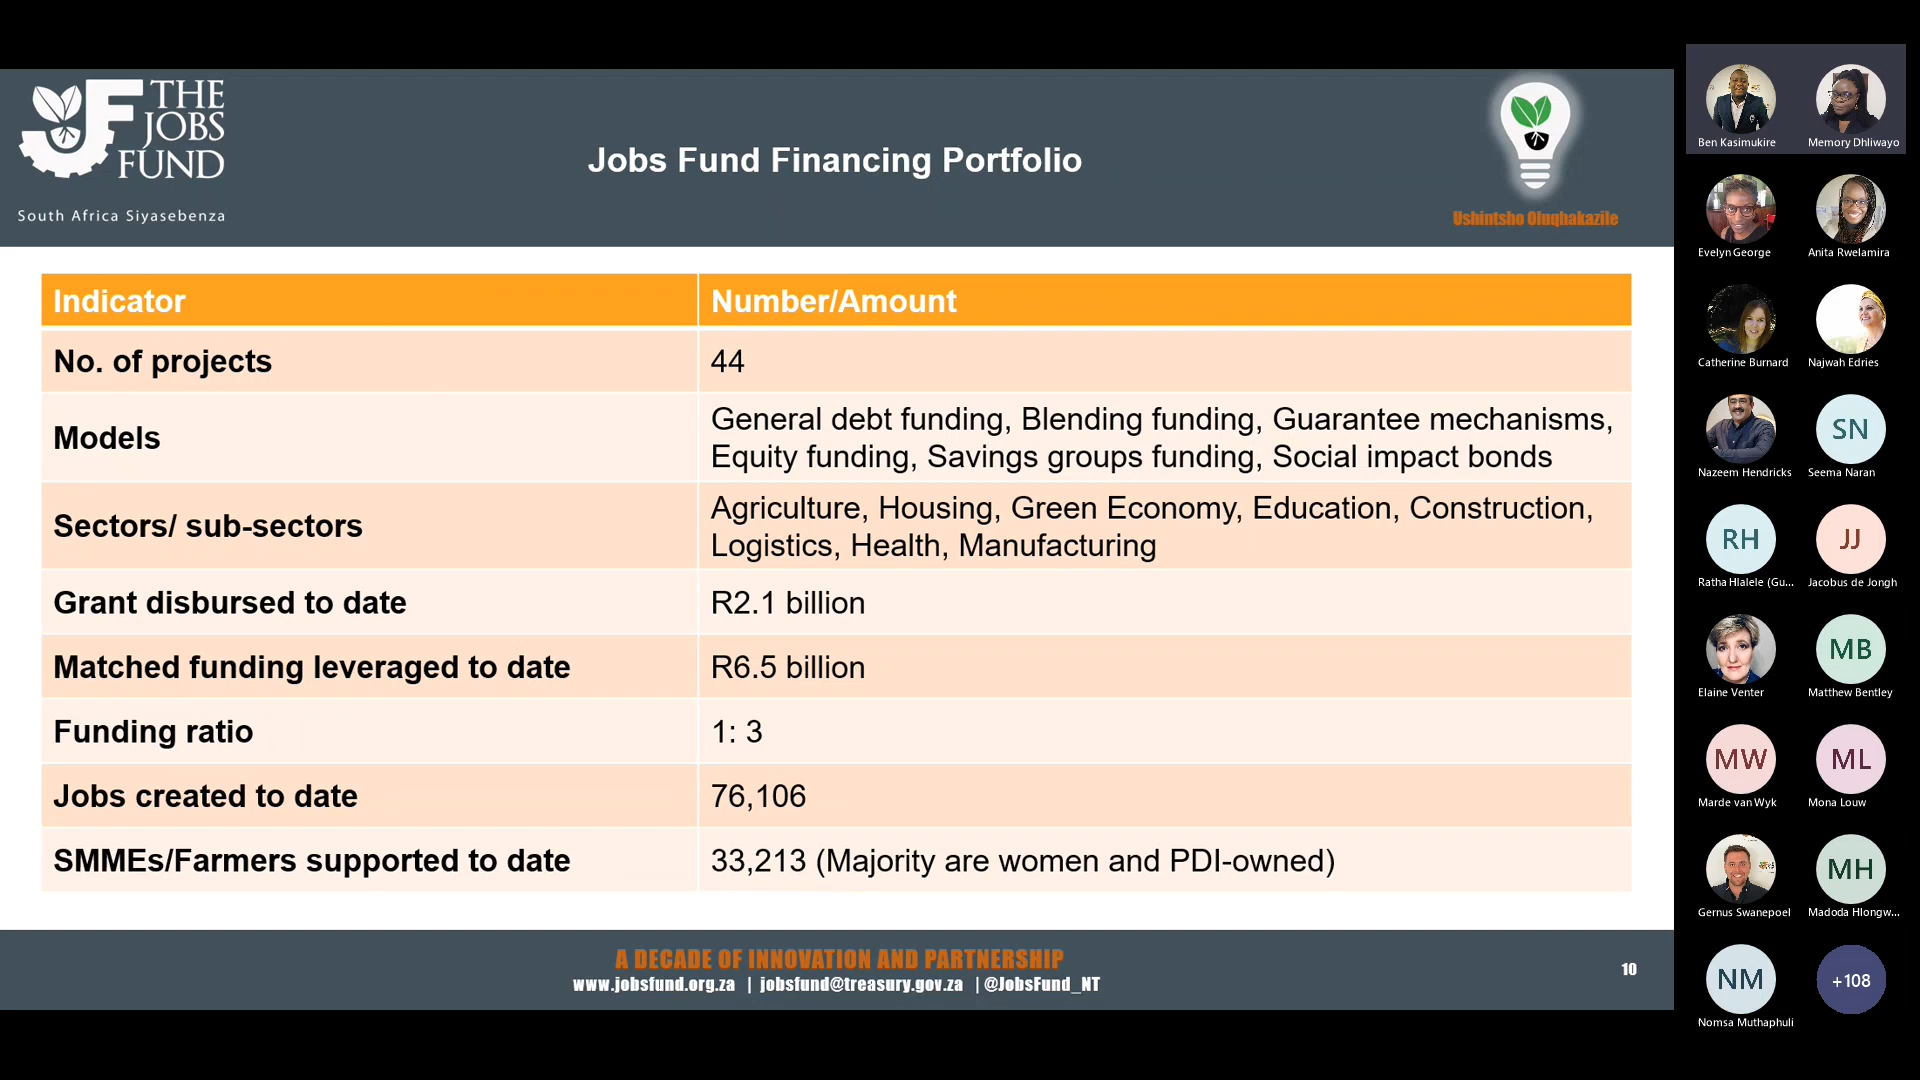 THE
JOBS
FUND
South Africa Siyasebenza
Jobs Fund Financing Portfolio
Ushintsho Oluqhakazile
Indicator
Number/Amount
No. of projects
44
Models
General debt funding, Blending funding, Guarantee mechanisms,
Equity funding, Savings groups funding, Social impact bonds
Sectors/ sub-sectors
Agriculture, Housing, Green Economy, Education, Construction,
Logistics, Health, Manufacturing
Grant disbursed to date
R2.1 billion
Matched funding leveraged to date
R6.5 billion
Funding ratio
1: 3
Jobs created to date
76,106
SMMEs/Farmers supported to date
33,213 (Majority are women and PDI-owned)
A DECADE OF INNOVATION AND PARTNERSHIP
www.jobsfund.org.za | jobsfund@treasury.gov.za | @JobsFund_NT
10
Ben Kasimukire
Memory Dhliwayo
Evelyn George
Anita Rwelamira
Catherine Burnard
Najwah Edries
Nazeem Hendricks
SN
Seema Naran
RH
Ratha Hlalele (Gu...
JJ
Jacobus de Jongh
Elaine Venter
MB
Matthew Bentley
MW
Marde van Wyk
ML
Mona Louw
Gernus Swanepoel
MH
Madoda Hlongw...
NM
Nomsa Muthaphuli
+108